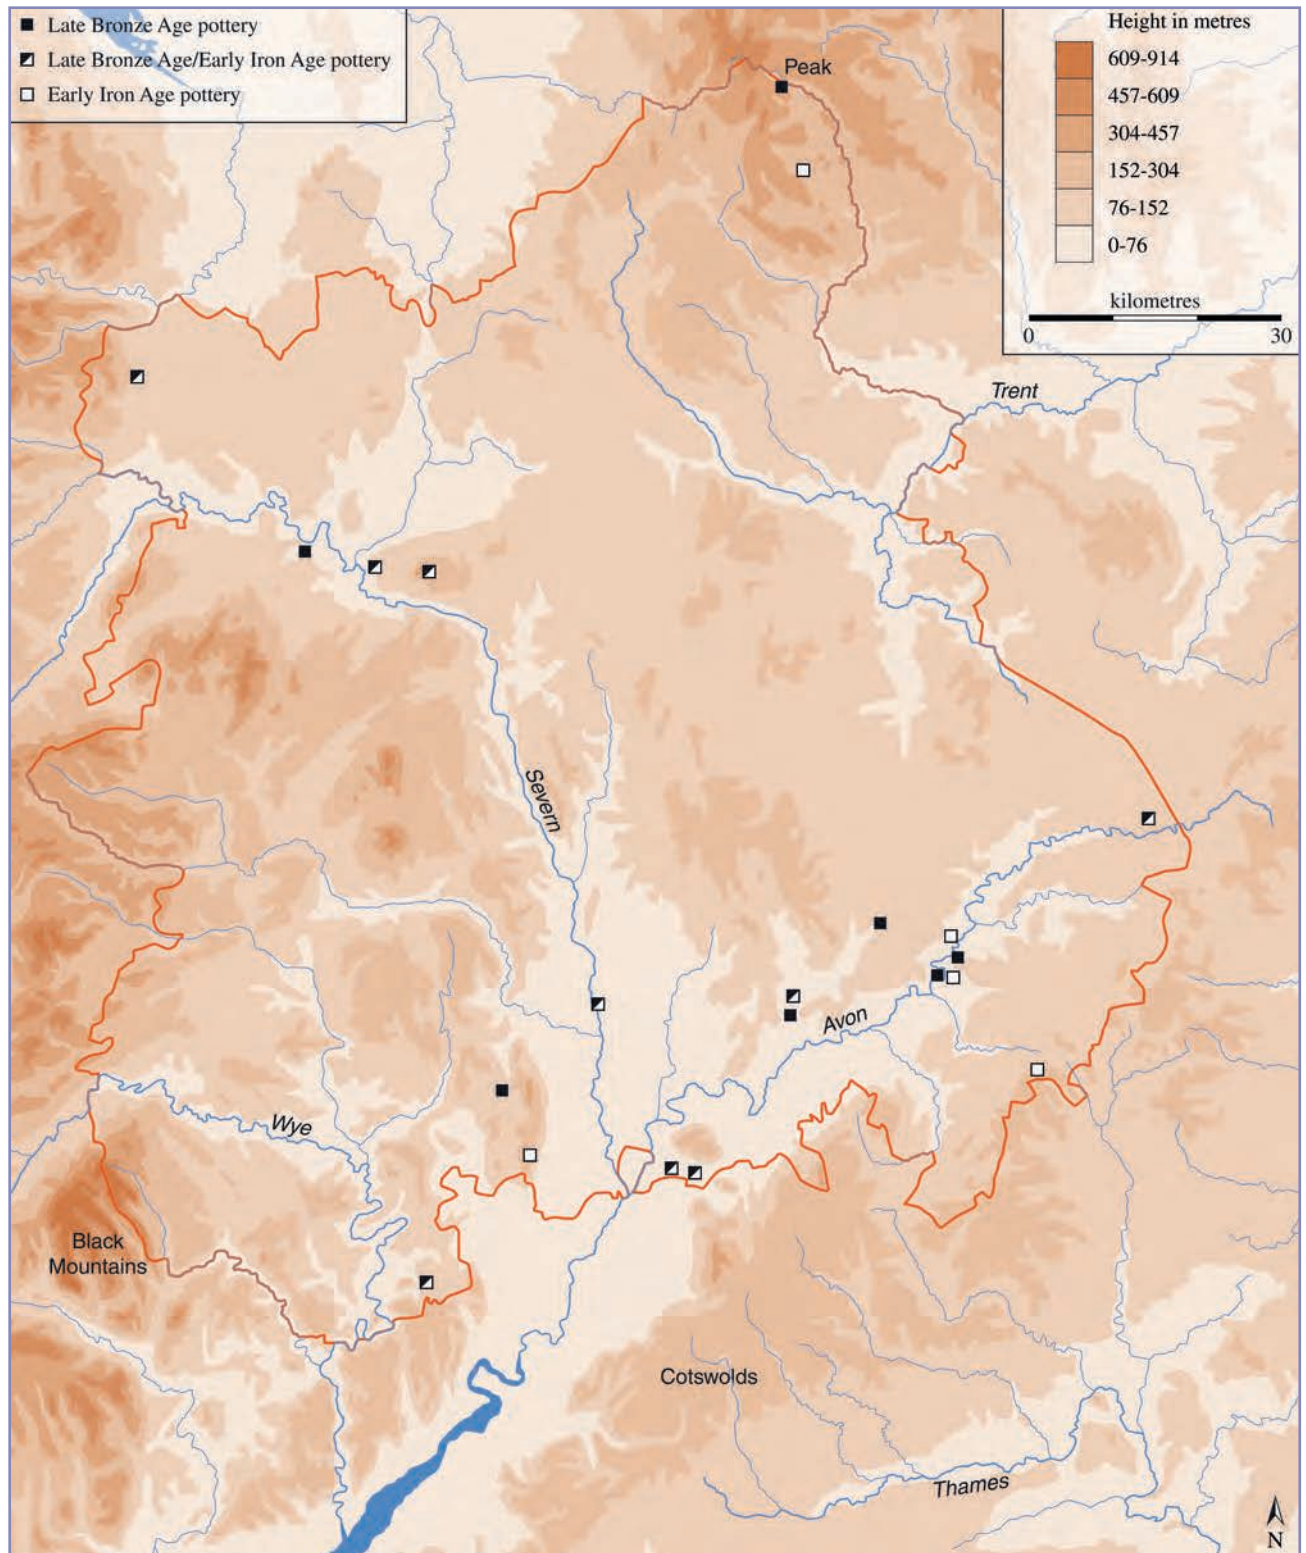 Late Bronze Age pottery
Late Bronze Age/Early Iron Age pottery
Early Iron Age pottery
Height in metres
609-914
457-609
304-457
152-304
76-152
0-76
kilometres
0 30
Peak
Trent
Severn
Avon
Wye
Black
Mountains
Cotswolds
Thames
N